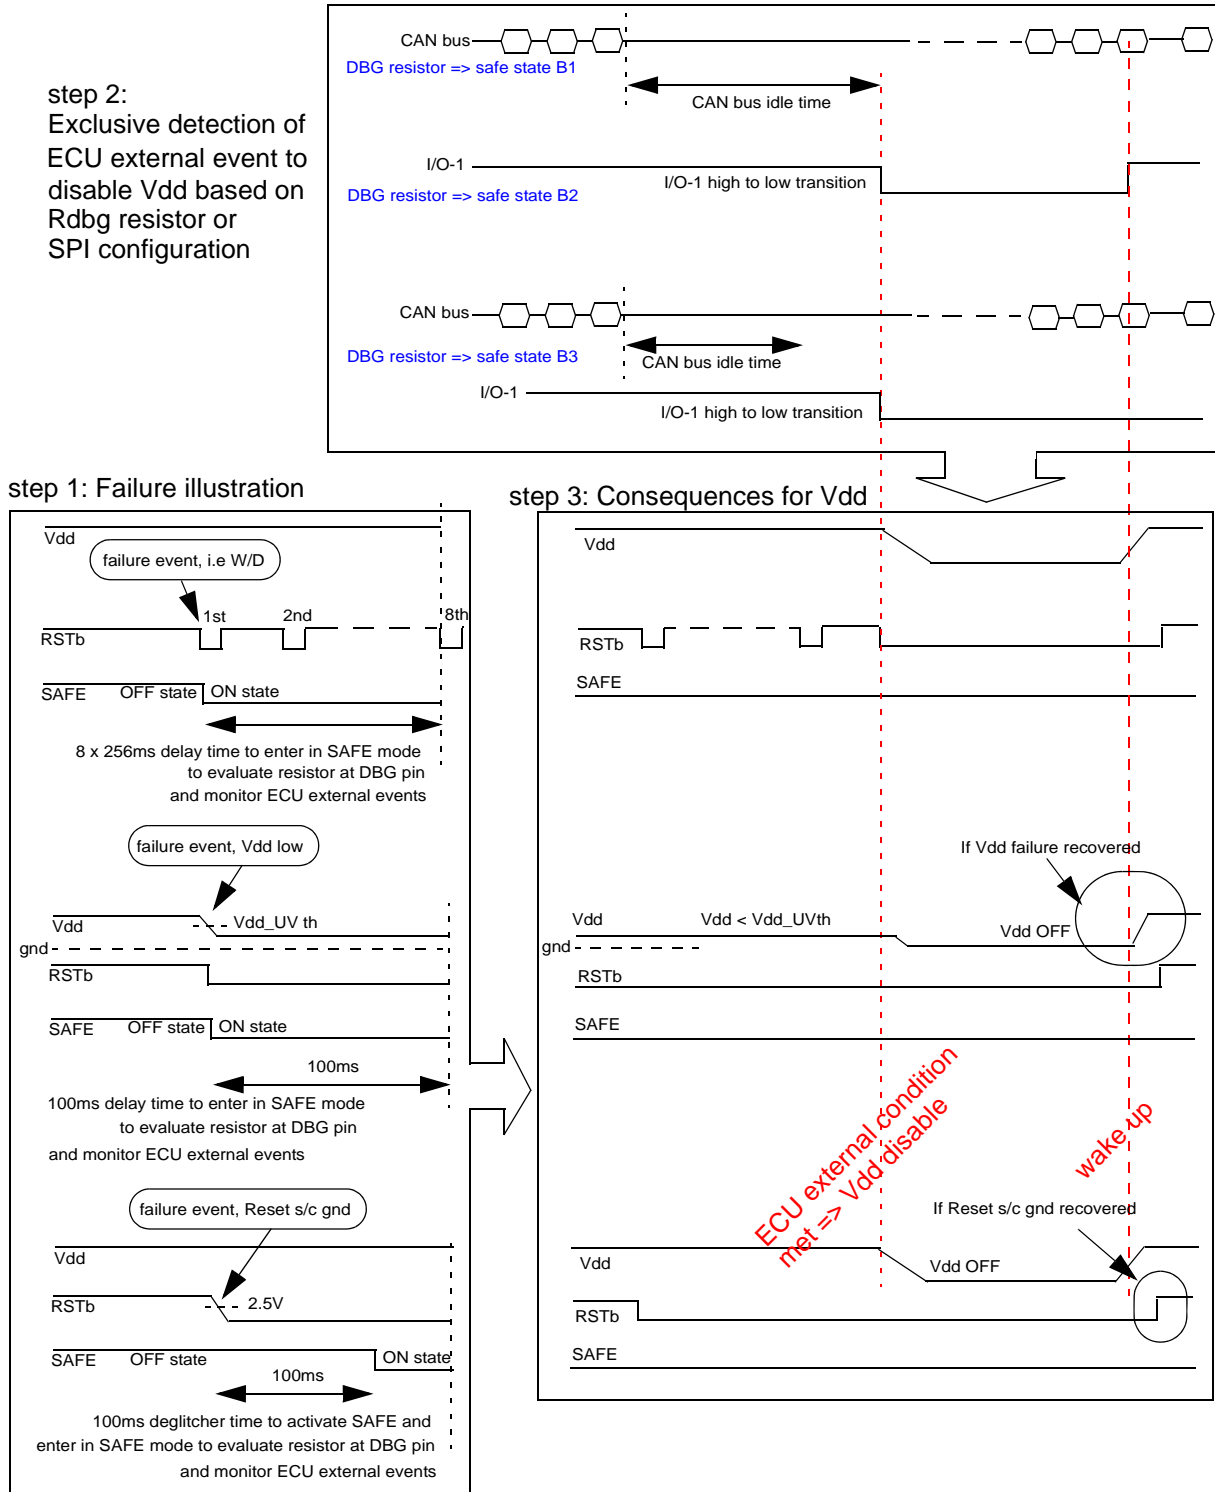 step 2:
Exclusive detection of
ECU external event to
disable Vdd based on
Rdbg resistor or
SPI configuration
CAN bus
DBG resistor => safe state B1
CAN bus idle time
I/O-1
I/O-1 high to low transition
DBG resistor => safe state B2
CAN bus
DBG resistor => safe state B3
CAN bus idle time
I/O-1
I/O-1 high to low transition
step 1: Failure illustration
Vdd
failure event, i.e W/D
1st
2nd
8th
RSTb
SAFE
OFF state
ON state
8 x 256ms delay time to enter in SAFE mode
to evaluate resistor at DBG pin
and monitor ECU external events
failure event, Vdd low
Vdd
Vdd_UV th
gnd
RSTb
SAFE
OFF state
ON state
100ms
100ms delay time to enter in SAFE mode
to evaluate resistor at DBG pin
and monitor ECU external events
failure event, Reset s/c gnd
Vdd
RSTb
2.5V
SAFE
OFF state
ON state
100ms
100ms deglitcher time to activate SAFE and
enter in SAFE mode to evaluate resistor at DBG pin
and monitor ECU external events
step 3: Consequences for Vdd
Vdd
RSTb
SAFE
If Vdd failure recovered
Vdd
Vdd < Vdd_UVth
Vdd OFF
gnd
RSTb
SAFE
ECU external condition
met => Vdd disable
wake up
If Reset s/c gnd recovered
Vdd
Vdd OFF
RSTb
SAFE